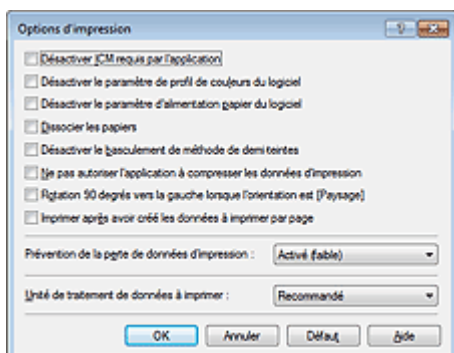 Options d'impression
Désactiver ICM requis par l'application
Désactiver le paramètre de profil de couleurs du logiciel
Désactiver le paramètre d'alimentation papier du logiciel
Dissocier les papiers
Désactiver le basculement de méthode de demi teintes
Ne pas autoriser l'application à compresser les données d'impression
Rotation 90 degrés vers la gauche lorsque l'orientation est [Paysage]
Imprimer après avoir créé les données à imprimer par page
Prévention de la perte de données d'impression : Activé (faible)
Unité de traitement de données à imprimer : Recommandé
OK Annuler Défaut Aide